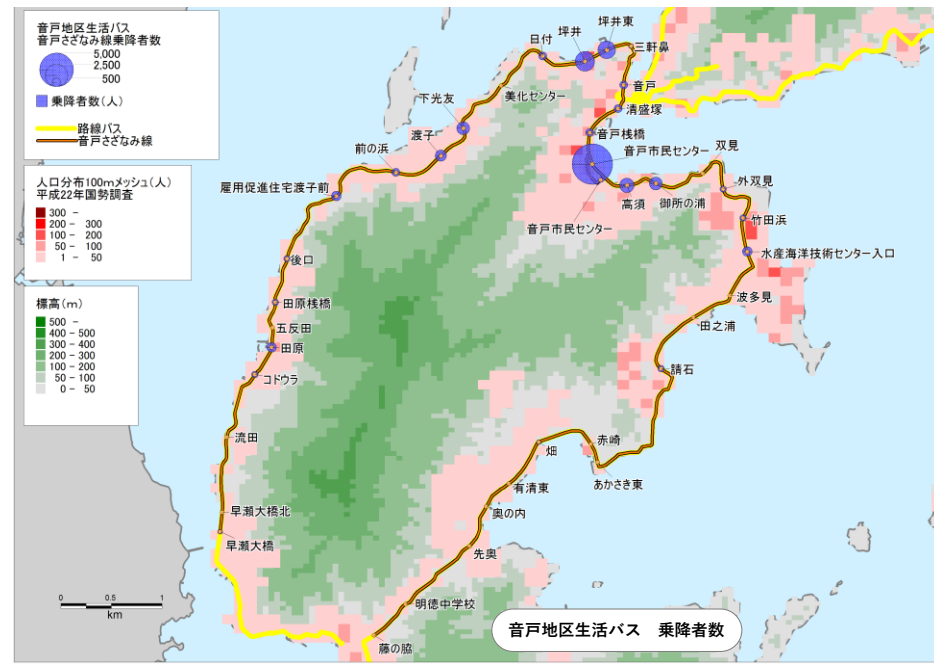 音戸地区生活バス
音戸さざなみ線乗降者数
5,000
2,500
500
乗降者数(人)
路線バス
音戸さざなみ線
人口分布100mメッシュ(人)
平成22年国勢調査
300 -
200 - 300
100 - 200
50 - 100
1 - 50
標高(m)
500 -
400 - 500
300 - 400
200 - 300
100 - 200
50 - 100
0 - 50
坪井東
坪井
日付
三軒鼻
美化センター
音戸
清盛塚
下光友
渡子
音戸桟橋
前の浜
音戸市民センター
双見
雇用促進住宅渡子前
外双見
高須
御所の浦
竹田浜
音戸市民センター
水産海洋技術センター入口
後口
波多見
田原桟橋
田之浦
五反田
田原
請石
コドウラ
流田
畑
赤崎
あかさき東
有清東
早瀬大橋北
奥の内
早瀬大橋
先奥
明徳中学校
藤の脇
0 0.5 1
km
音戸地区生活バス 乗降者数